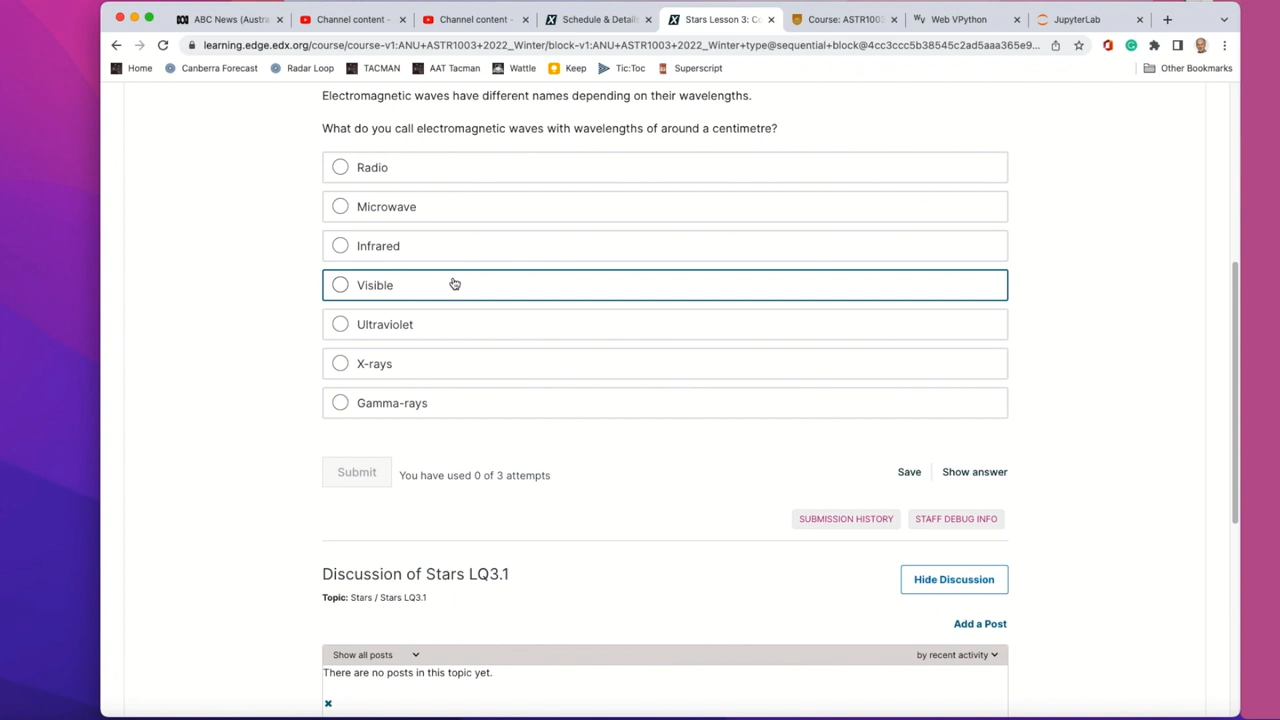 ABC News (Austra
Channel content -
Channel content -
Schedule & Details
Stars Lesson 3: Co
Course: ASTR1003
Web VPython
JupyterLab
learning.edge.edx.org/course/course-v1:ANU+ASTR1003+2022_Winter/block-v1:ANU+ASTR1003+2022_Winter+type@sequential+block@4cc3ccc5b38545c2ad5aaa365e9...
Home
Canberra Forecast
Radar Loop
TACMAN
AAT Tacman
Wattle
Keep
Tic:Toc
Superscript
Other Bookmarks
Electromagnetic waves have different names depending on their wavelengths.
What do you call electromagnetic waves with wavelengths of around a centimetre?
Radio
Microwave
Infrared
Visible
Ultraviolet
X-rays
Gamma-rays
Submit
You have used 0 of 3 attempts
Save
Show answer
SUBMISSION HISTORY
STAFF DEBUG INFO
Discussion of Stars LQ3.1
Hide Discussion
Topic: Stars / Stars LQ3.1
Add a Post
Show all posts
by recent activity
There are no posts in this topic yet.